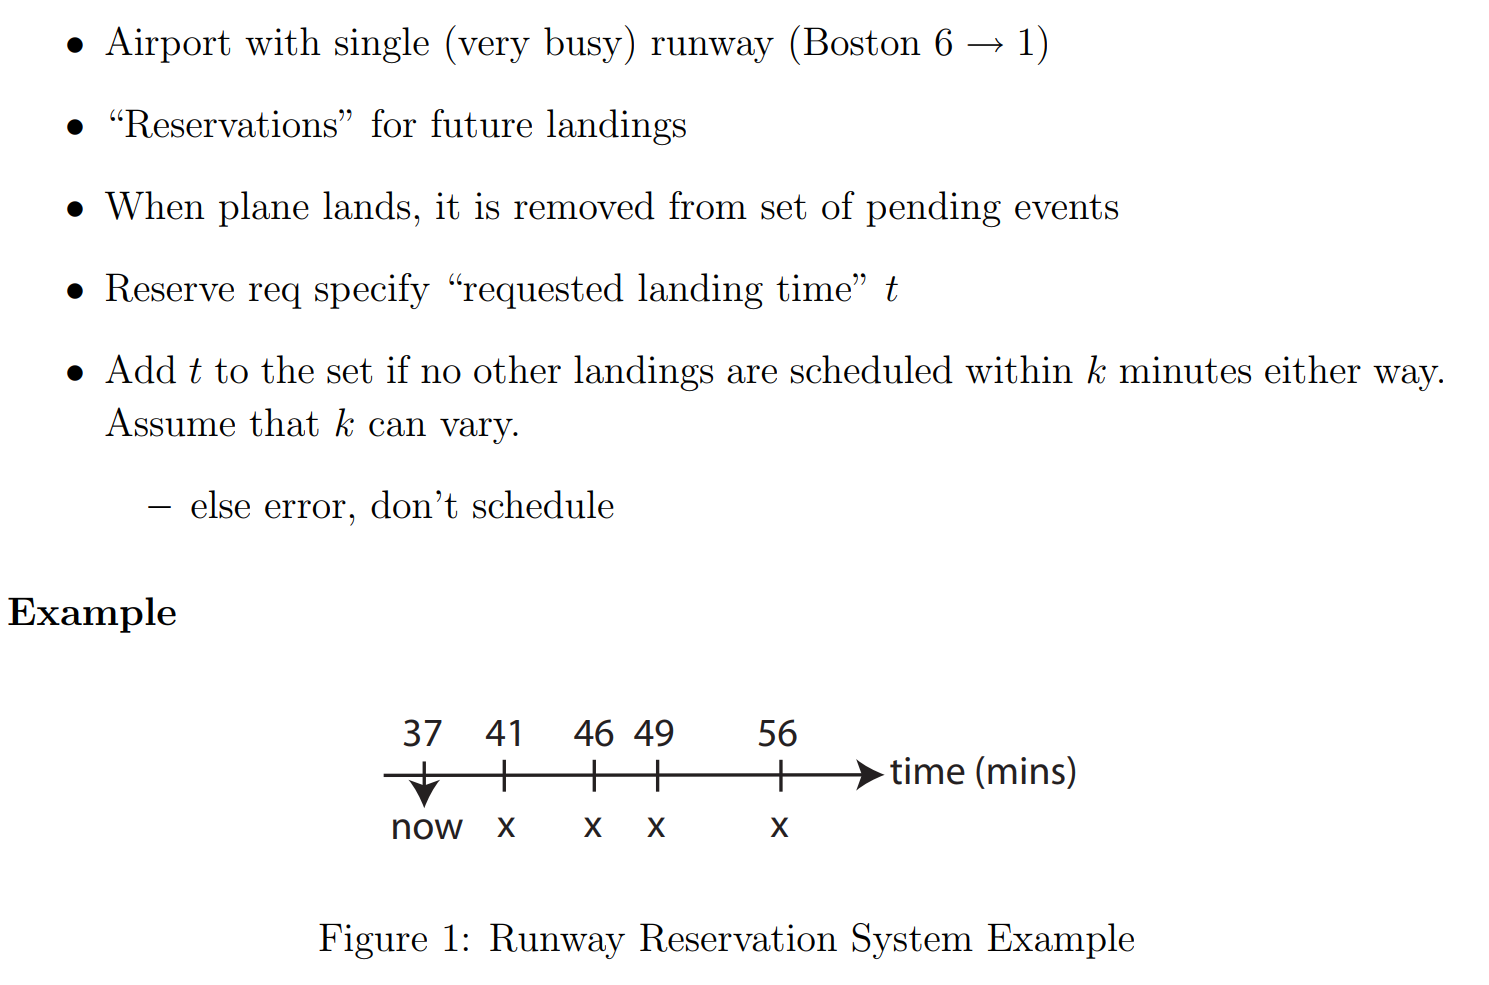 • Airport with single (very busy) runway (Boston 6 → 1)
• “Reservations” for future landings
• When plane lands, it is removed from set of pending events
• Reserve req specify “requested landing time” t
• Add t to the set if no other landings are scheduled within k minutes either way.
Assume that k can vary.
– else error, don’t schedule
Example
37 41 46 49 56
time (mins)
now x x x x
Figure 1: Runway Reservation System Example